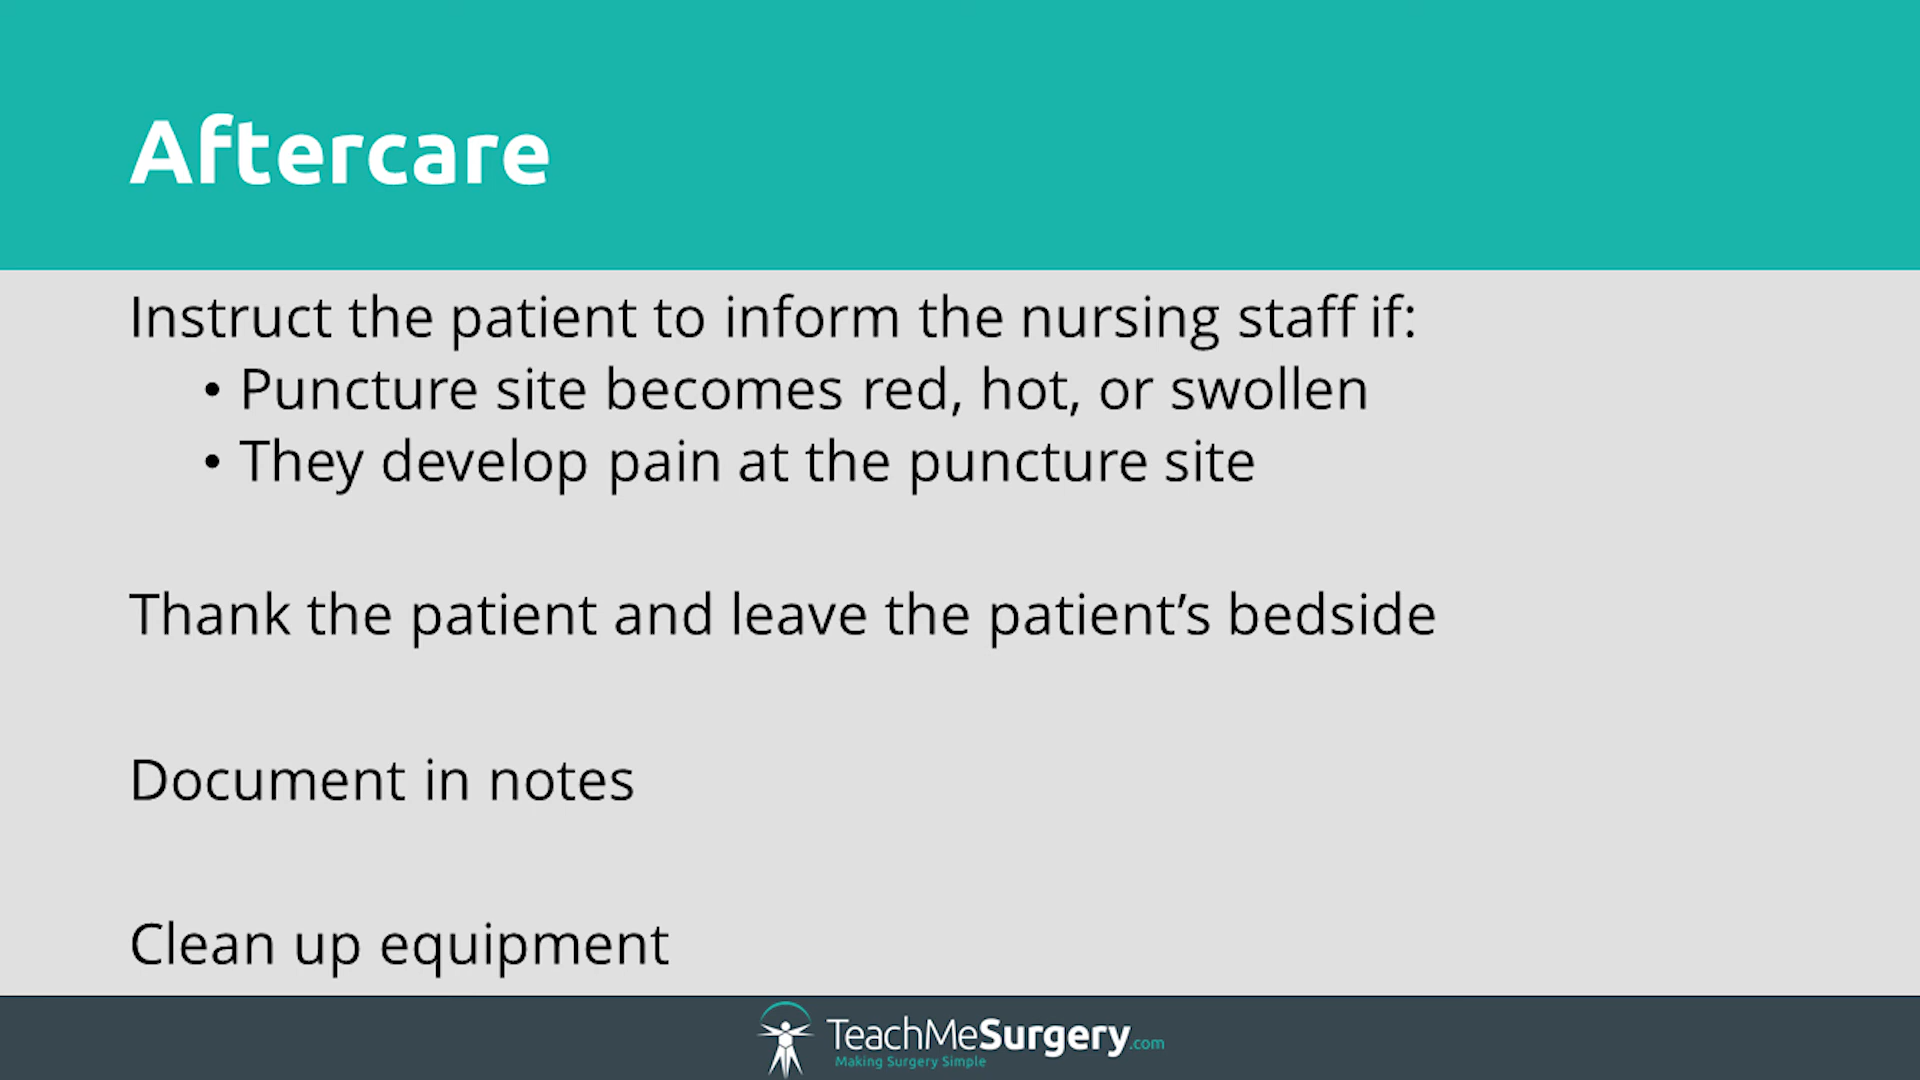 Aftercare
Instruct the patient to inform the nursing staff if:
• Puncture site becomes red, hot, or swollen
• They develop pain at the puncture site
Thank the patient and leave the patient’s bedside
Document in notes
Clean up equipment
TeachMeSurgery.com
Making Surgery Simple